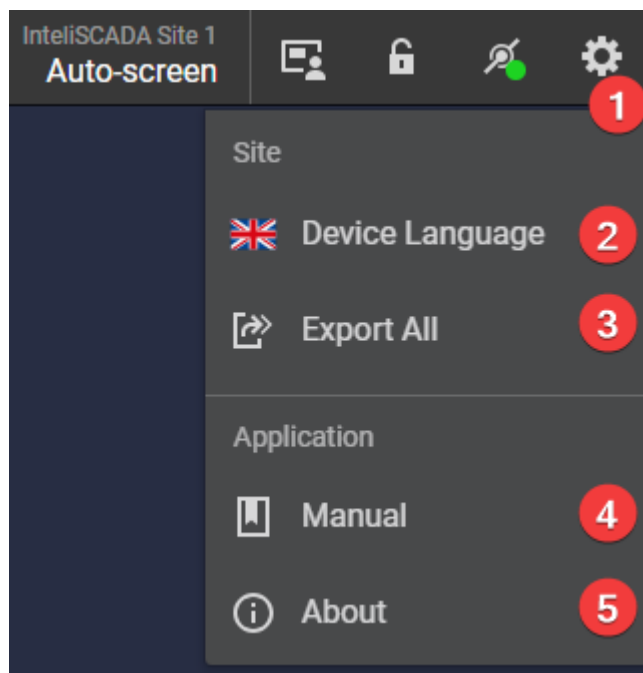 InteliSCADA Site 1
Auto-screen
1
Site
Device Language 2
Export All 3
Application
Manual 4
About 5